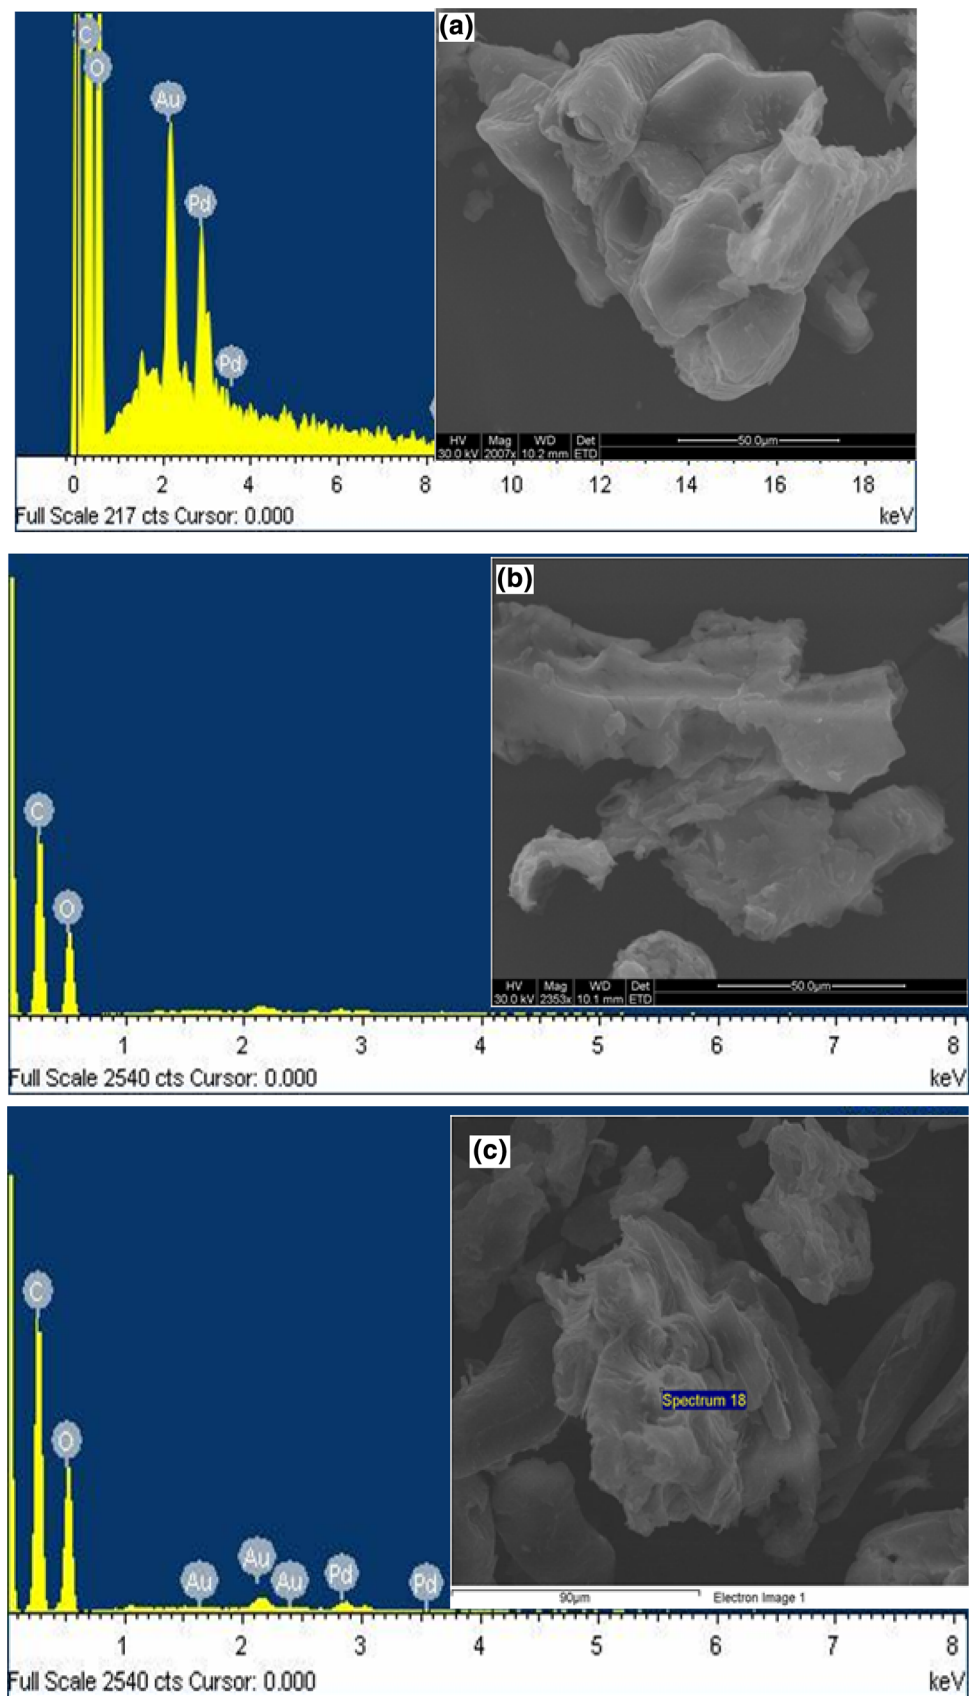 (a)
C
O
Au
Pd
Pd
HV Mag WD Det
30.0 kV 2007x 10.2 mm ETD
50.0µm
0 2 4 6 8 10 12 14 16 18
Full Scale 217 cts Cursor: 0.000 keV
(b)
C
O
HV Mag WD Det
30.0 kV 2353x 10.1 mm ETD
50.0µm
1 2 3 4 5 6 7 8
Full Scale 2540 cts Cursor: 0.000 keV
(c)
C
O
Spectrum 18
Au Au Au Pd Pd
90µm Electron Image 1
1 2 3 4 5 6 7 8
Full Scale 2540 cts Cursor: 0.000 keV